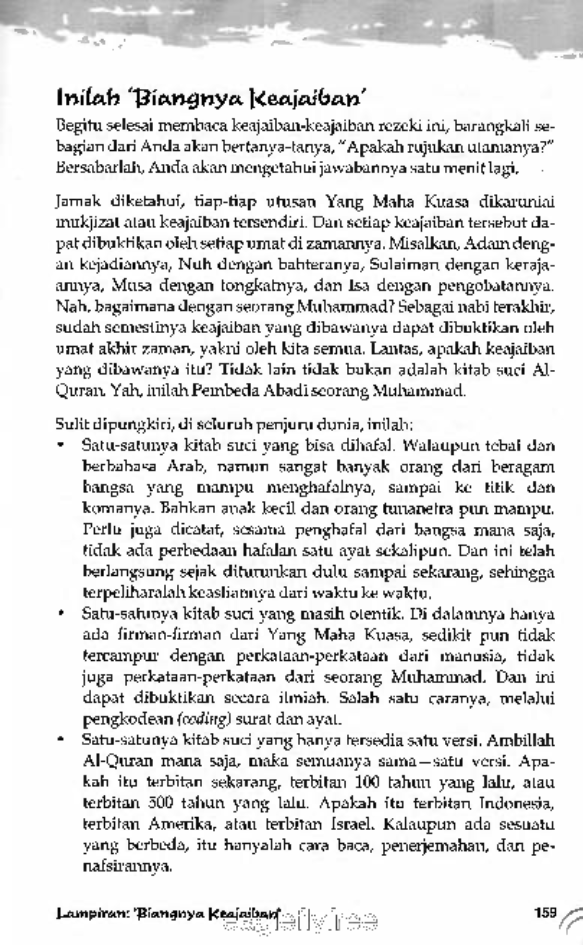 Inilah 'Biangnya Keajaiban'
Begitu selesai membaca keajaiban-keajaiban rezeki ini, barangkali se-
bagian dari Anda akan bertanya-tanya, "Apakah rujukan utamanya?"
Bersabarlah, Anda akan mengetahui jawabannya satu menit lagi.
Jamak diketahui, tiap-tiap utusan Yang Maha Kuasa dikaruniai
mukjizat atau keajaiban tersendiri. Dan setiap keajaiban tersebut da-
pat dibuktikan oleh setiap umat di zamannya. Misalkan, Adam deng-
an kejadiannya, Nuh dengan bahteranya, Sulaiman dengan keraja-
annya, Musa dengan tongkatnya, dan Isa dengan pengobatannya.
Nah, bagaimana dengan seorang Muhammad? Sebagai nabi terakhir,
sudah semestinya keajaiban yang dibawanya dapat dibuktikan oleh
umat akhir zaman, yakni oleh kita semua. Lantas, apakah keajaiban
yang dibawanya itu? Tidak lain tidak bukan adalah kitab suci Al-
Quran. Yah, inilah Pembeda Abadi seorang Muhammad.
Sulit dipungkiri, di seluruh penjuru dunia, inilah:
• Satu-satunya kitab suci yang bisa dihafal. Walaupun tebal dan
berbahasa Arab, namun sangat banyak orang dari beragam
bangsa yang mampu menghafalnya, sampai ke titik dan
komanya. Bahkan anak kecil dan orang tunanetra pun mampu.
Perlu juga dicatat, sesama penghafal dari bangsa mana saja,
tidak ada perbedaan hafalan satu ayat sekalipun. Dan ini telah
berlangsung sejak diturunkan dulu sampai sekarang, sehingga
terpeliharalah keasliannya dari waktu ke waktu.
• Satu-satunya kitab suci yang masih otentik. Di dalamnya hanya
ada firman-firman dari Yang Maha Kuasa, sedikit pun tidak
tercampur dengan perkataan-perkataan dari manusia, tidak
juga perkataan-perkataan dari seorang Muhammad. Dan ini
dapat dibuktikan secara ilmiah. Salah satu caranya, melalui
pengkodean (coding) surat dan ayat.
• Satu-satunya kitab suci yang hanya tersedia satu versi. Ambillah
Al-Quran mana saja, maka semuanya sama—satu versi. Apa-
kah itu terbitan sekarang, terbitan 100 tahun yang lalu, atau
terbitan 300 tahun yang lalu. Apakah itu terbitan Indonesia,
terbitan Amerika, atau terbitan Israel. Kalaupun ada sesuatu
yang berbeda, itu hanyalah cara baca, penerjemahan, dan pe-
nafsirannya.
Lampiran: 'Biangnya Keajaiban' 159
eagleflyfree